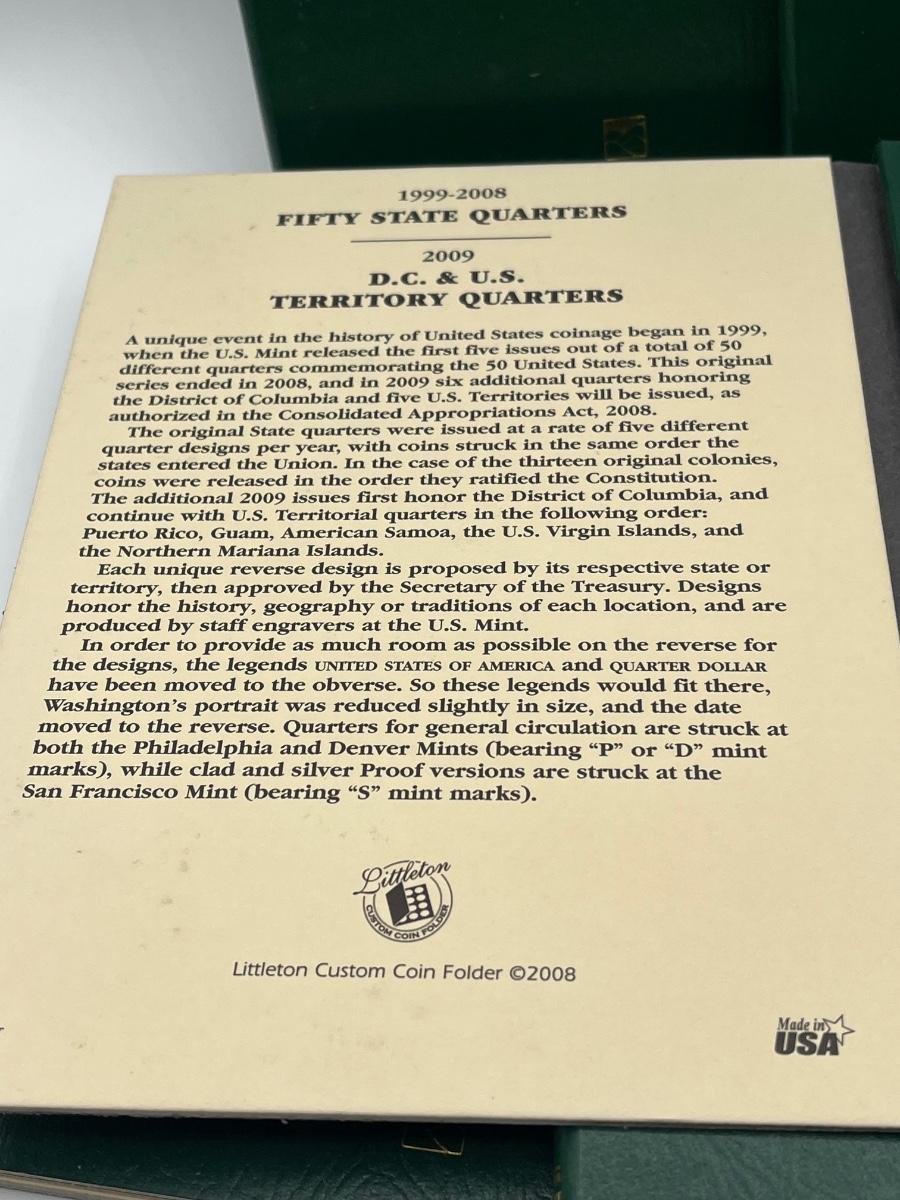 1999-2008
FIFTY STATE QUARTERS
2009
D.C. & U.S.
TERRITORY QUARTERS
A unique event in the history of United States coinage began in 1999,
when the U.S. Mint released the first five issues out of a total of 50
different quarters commemorating the 50 United States. This original
series ended in 2008, and in 2009 six additional quarters honoring
the District of Columbia and five U.S. Territories will be issued, as
authorized in the Consolidated Appropriations Act, 2008.
The original State quarters were issued at a rate of five different
quarter designs per year, with coins struck in the same order the
states entered the Union. In the case of the thirteen original colonies,
coins were released in the order they ratified the Constitution.
The additional 2009 issues first honor the District of Columbia, and
continue with U.S. Territorial quarters in the following order:
Puerto Rico, Guam, American Samoa, the U.S. Virgin Islands, and
the Northern Mariana Islands.
Each unique reverse design is proposed by its respective state or
territory, then approved by the Secretary of the Treasury. Designs
honor the history, geography or traditions of each location, and are
produced by staff engravers at the U.S. Mint.
In order to provide as much room as possible on the reverse for
the designs, the legends UNITED STATES OF AMERICA and QUARTER DOLLAR
have been moved to the obverse. So these legends would fit there,
Washington's portrait was reduced slightly in size, and the date
moved to the reverse. Quarters for general circulation are struck at
both the Philadelphia and Denver Mints (bearing "P" or "D" mint
marks), while clad and silver Proof versions are struck at the
San Francisco Mint (bearing "S" mint marks).
Littleton
CUSTOM COIN FOLDER
Littleton Custom Coin Folder ©2008
Made in
USA